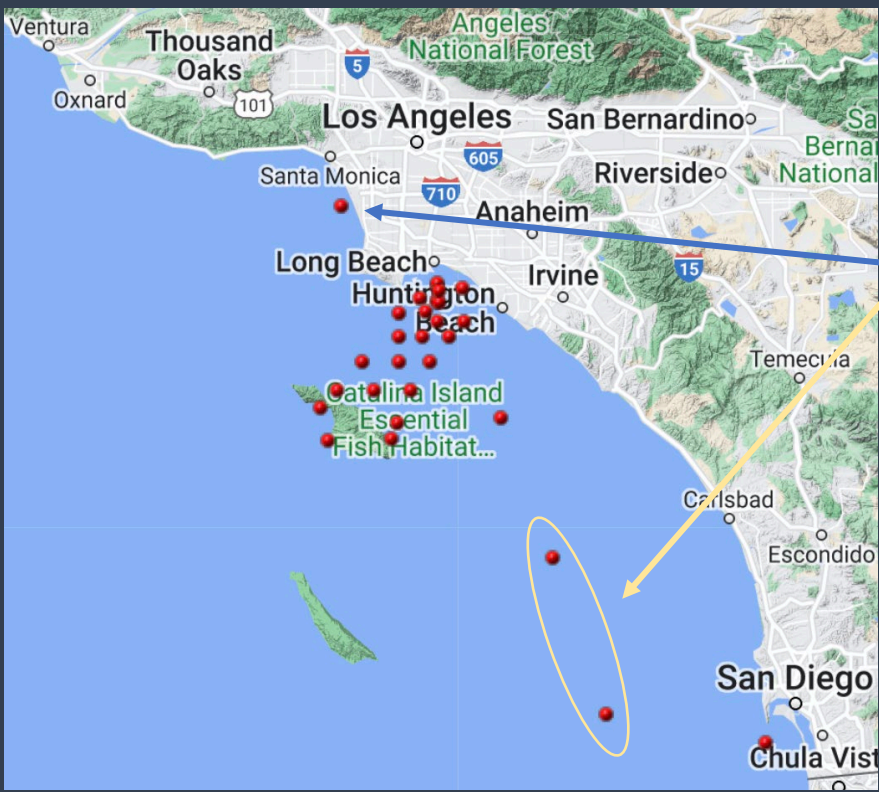 Ventura
Angeles
National Forest
Thousand
Oaks
5
Oxnard
101
Los Angeles
San Bernardino
Sa
Berna
National
605
Santa Monica
Riverside
710
Anaheim
Long Beach
15
Irvine
Huntington
Beach
Temecula
Catalina Island
Essential
Fish Habitat...
Carlsbad
Escondido
San Diego
Chula Vist